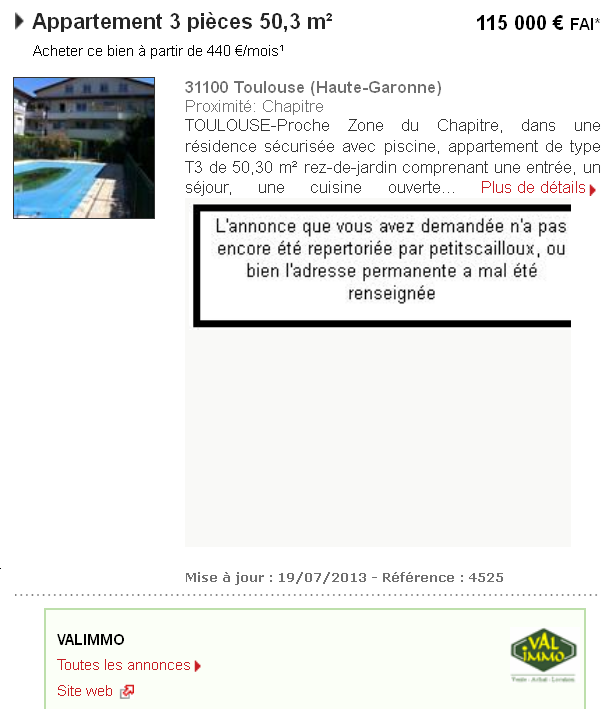 Appartement 3 pièces 50,3 m² 115 000 € FAI*
Acheter ce bien à partir de 440 €/mois¹
31100 Toulouse (Haute-Garonne)
Proximité: Chapitre
TOULOUSE-Proche Zone du Chapitre, dans une
résidence sécurisée avec piscine, appartement de type
T3 de 50,30 m² rez-de-jardin comprenant une entrée, un
séjour, une cuisine ouverte... Plus de détails
L'annonce que vous avez demandée n'a pas
encore été repertoriée par petitscailloux, ou
bien l'adresse permanente a mal été
renseignée
Mise à jour : 19/07/2013 - Référence : 4525
VALIMMO
Toutes les annonces
Site web
VAL
IMMO
Vente - Achat - Location